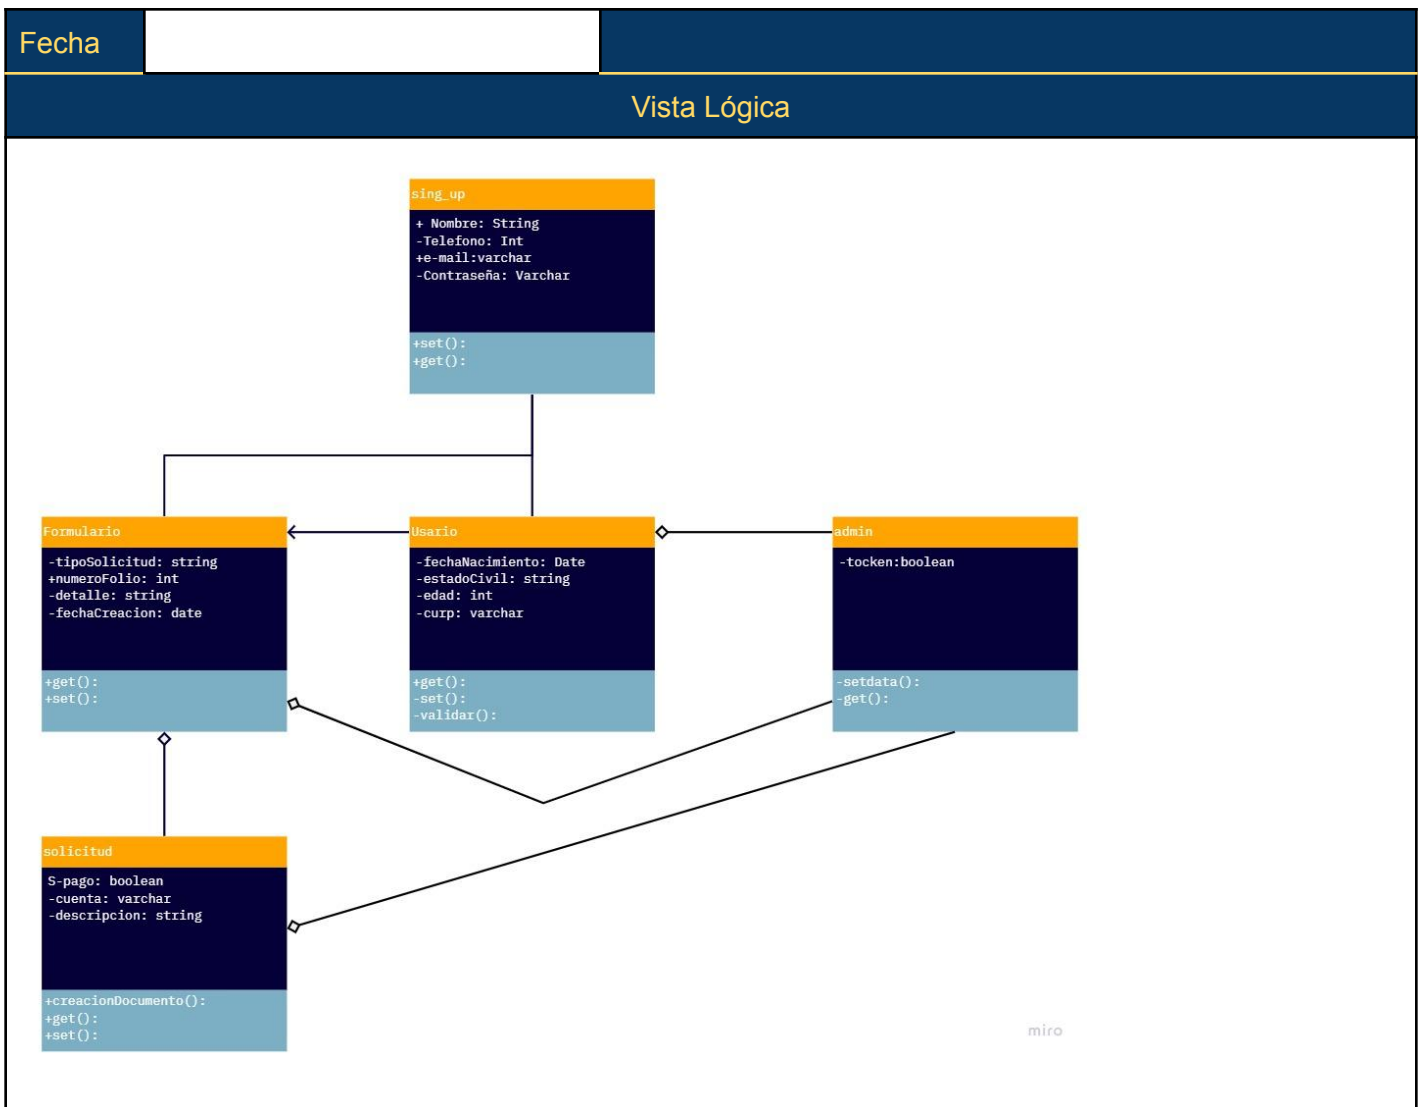 Fecha
Vista Lógica
sing_up
+ Nombre: String
-Telefono: Int
+e-mail:varchar
-Contraseña: Varchar
+set():
+get():
Formulario
-tipoSolicitud: string
+numeroFolio: int
-detalle: string
-fechaCreacion: date
+get():
+set():
Usario
-fechaNacimiento: Date
-estadoCivil: string
-edad: int
-curp: varchar
+get():
-set():
-validar():
admin
-tocken:boolean
-setdata():
-get():
solicitud
S-pago: boolean
-cuenta: varchar
-descripcion: string
+creacionDocumento():
+get():
+set():
miro